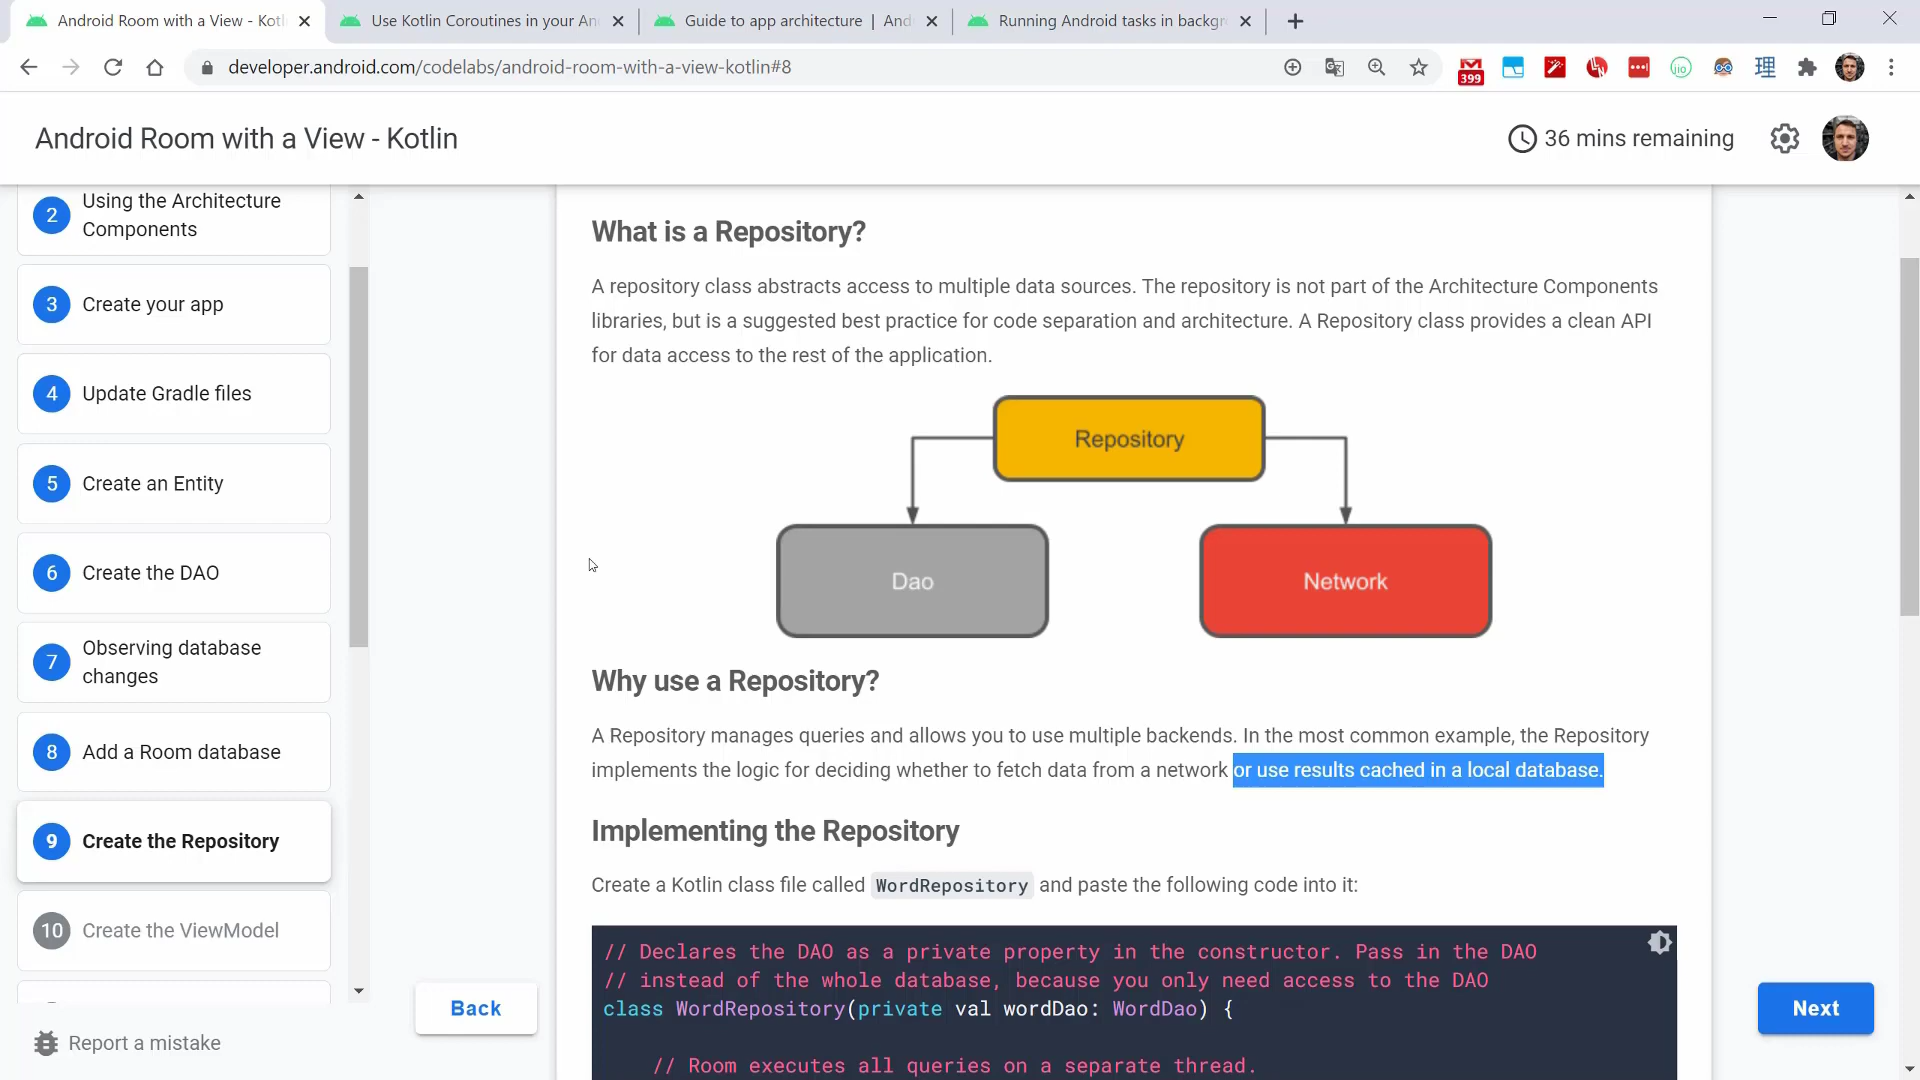 Android Room with a View - Kotl
Use Kotlin Coroutines in your An
Guide to app architecture | And
Running Android tasks in backgr
developer.android.com/codelabs/android-room-with-a-view-kotlin#8
399
理
Android Room with a View - Kotlin
36 mins remaining
2
Using the Architecture
Components
3
Create your app
4
Update Gradle files
5
Create an Entity
6
Create the DAO
7
Observing database
changes
8
Add a Room database
9
Create the Repository
10
Create the ViewModel
Report a mistake
What is a Repository?
A repository class abstracts access to multiple data sources. The repository is not part of the Architecture Components
libraries, but is a suggested best practice for code separation and architecture. A Repository class provides a clean API
for data access to the rest of the application.
Repository
Dao
Network
Why use a Repository?
A Repository manages queries and allows you to use multiple backends. In the most common example, the Repository
implements the logic for deciding whether to fetch data from a network or use results cached in a local database.
Implementing the Repository
Create a Kotlin class file called WordRepository and paste the following code into it:
// Declares the DAO as a private property in the constructor. Pass in the DAO
// instead of the whole database, because you only need access to the DAO
class WordRepository(private val wordDao: WordDao) {
// Room executes all queries on a separate thread.
Back
Next